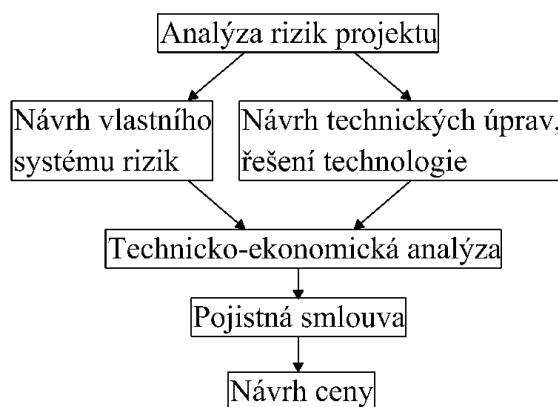 Analýza rizik projektu
Návrh vlastního
systému rizik
Návrh technických úprav,
řešení technologie
Technicko-ekonomická analýza
Pojistná smlouva
Návrh ceny